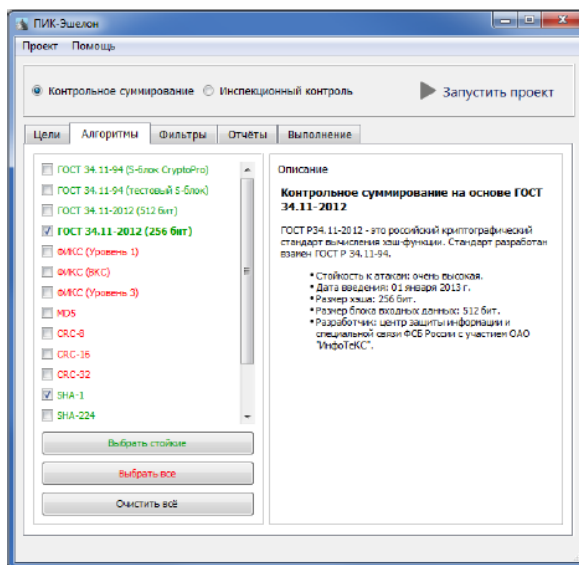 ПИК-Эшелон
Проект Помощь
Контрольное суммирование Инспекционный контроль Запустить проект
Цели Алгоритмы Фильтры Отчёты Выполнение
ГОСТ 34.11-94 (S-блок CryptoPro)
ГОСТ 34.11-94 (тестовый S-блок)
ГОСТ 34.11-2012 (512 бит)
ГОСТ 34.11-2012 (256 бит)
ФИКС (Уровень 1)
ФИКС (ВКС)
ФИКС (Уровень 3)
MD5
CRC-8
CRC-16
CRC-32
SHA-1
SHA-224
Выбрать стойкие
Выбрать все
Очистить всё
Описание
Контрольное суммирование на основе ГОСТ
34.11-2012
ГОСТ Р34.11-2012 - это российский криптографический
стандарт вычисления хэш-функции. Стандарт разработан
взамен ГОСТ Р 34.11-94.
• Стойкость к атакам: очень высокая.
• Дата введения: 01 января 2013 г.
• Размер хэша: 256 бит.
• Размер блока входных данных: 512 бит.
• Разработчик: центр защиты информации и
специальной связи ФСБ России с участием ОАО
"ИнфоТеКС".